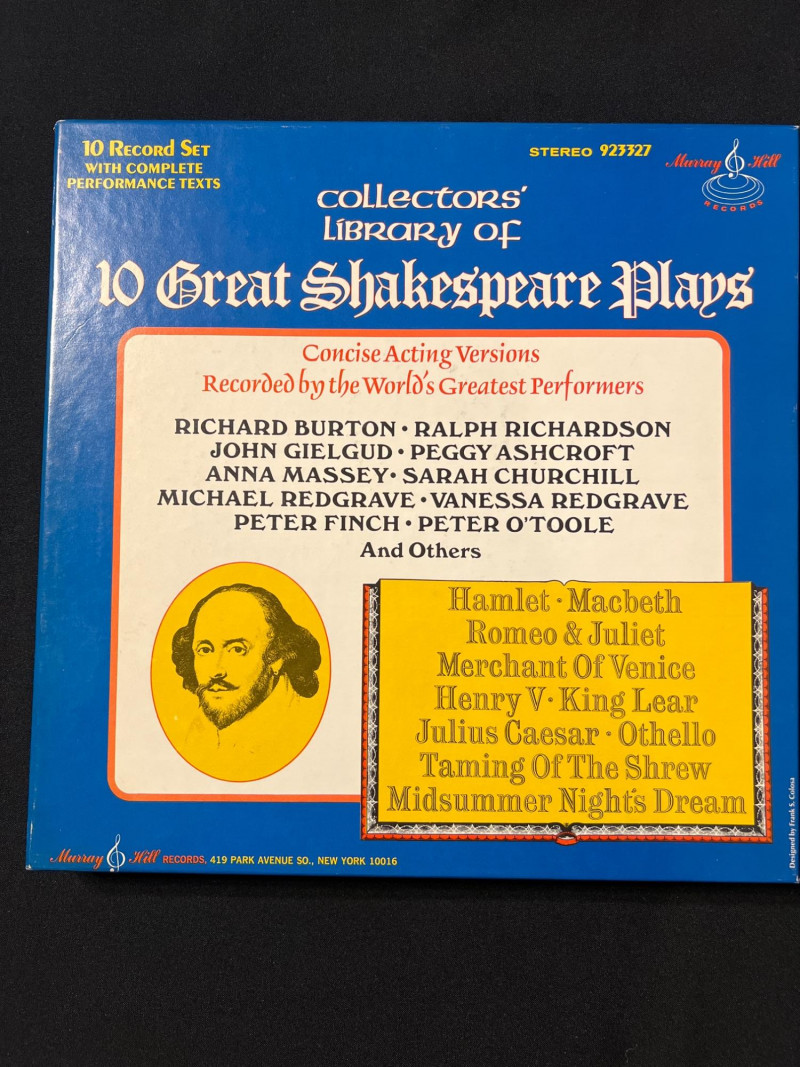 10 Record Set
WITH COMPLETE
PERFORMANCE TEXTS
STEREO 923327
Murray Hill
RECORDS
Collectors'
Library of
10 Great Shakespeare Plays
Concise Acting Versions
Recorded by the World's Greatest Performers
RICHARD BURTON • RALPH RICHARDSON
JOHN GIELGUD • PEGGY ASHCROFT
ANNA MASSEY • SARAH CHURCHILL
MICHAEL REDGRAVE • VANESSA REDGRAVE
PETER FINCH • PETER O'TOOLE
And Others
Hamlet · Macbeth
Romeo & Juliet
Merchant Of Venice
Henry V · King Lear
Julius Caesar · Othello
Taming Of The Shrew
Midsummer Night's Dream
Murray Hill RECORDS, 419 PARK AVENUE SO., NEW YORK 10016
Designed by Frank S. Colosa